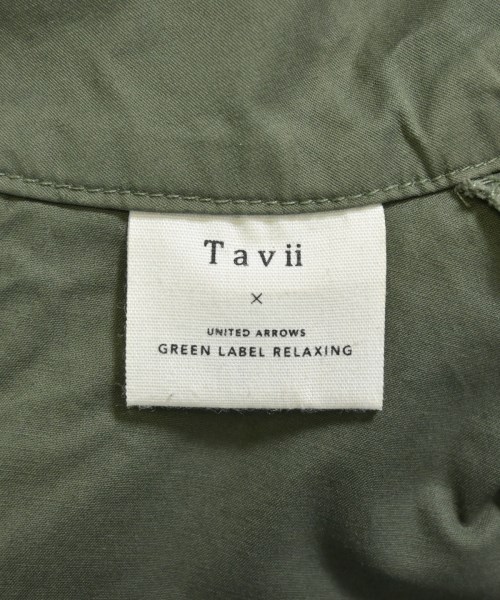 Tavii
×
UNITED ARROWS
GREEN LABEL RELAXING